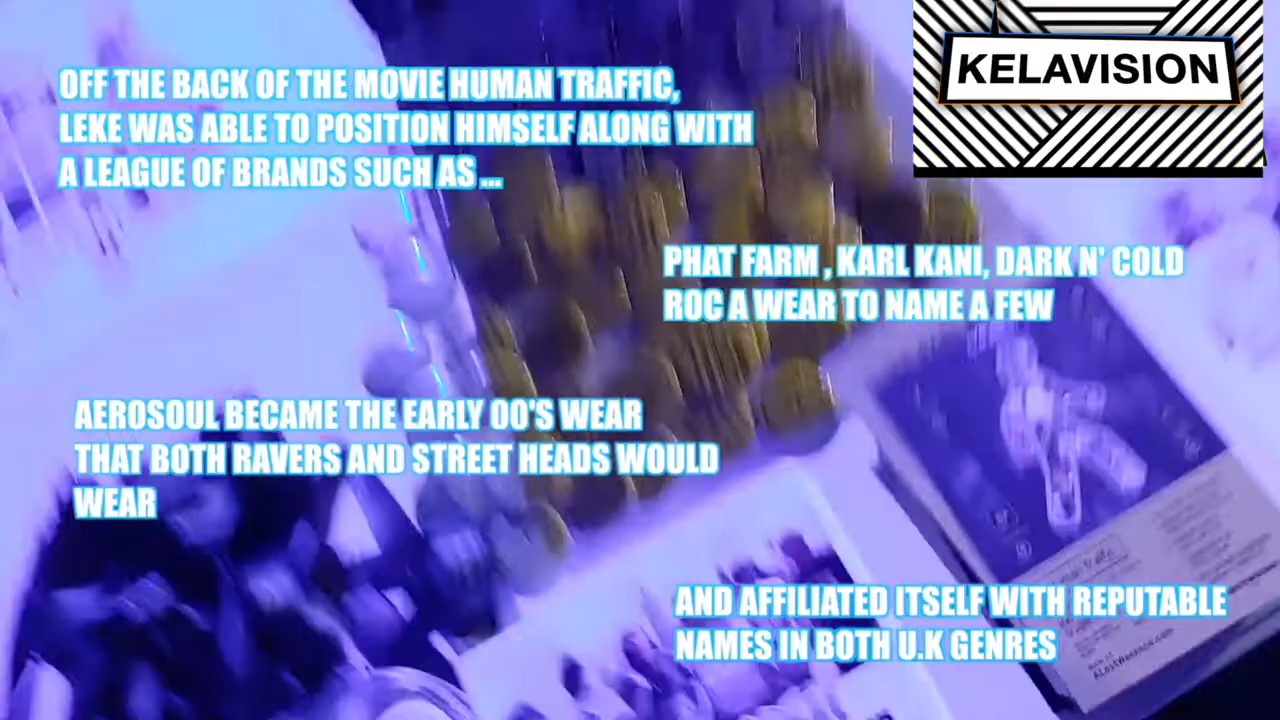 KELAVISION
OFF THE BACK OF THE MOVIE HUMAN TRAFFIC,
LEKE WAS ABLE TO POSITION HIMSELF ALONG WITH
A LEAGUE OF BRANDS SUCH AS ...
PHAT FARM , KARL KANI, DARK N' COLD
ROC A WEAR TO NAME A FEW
AEROSOUL BECAME THE EARLY 00'S WEAR
THAT BOTH RAVERS AND STREET HEADS WOULD
WEAR
AND AFFILIATED ITSELF WITH REPUTABLE
NAMES IN BOTH U.K GENRES